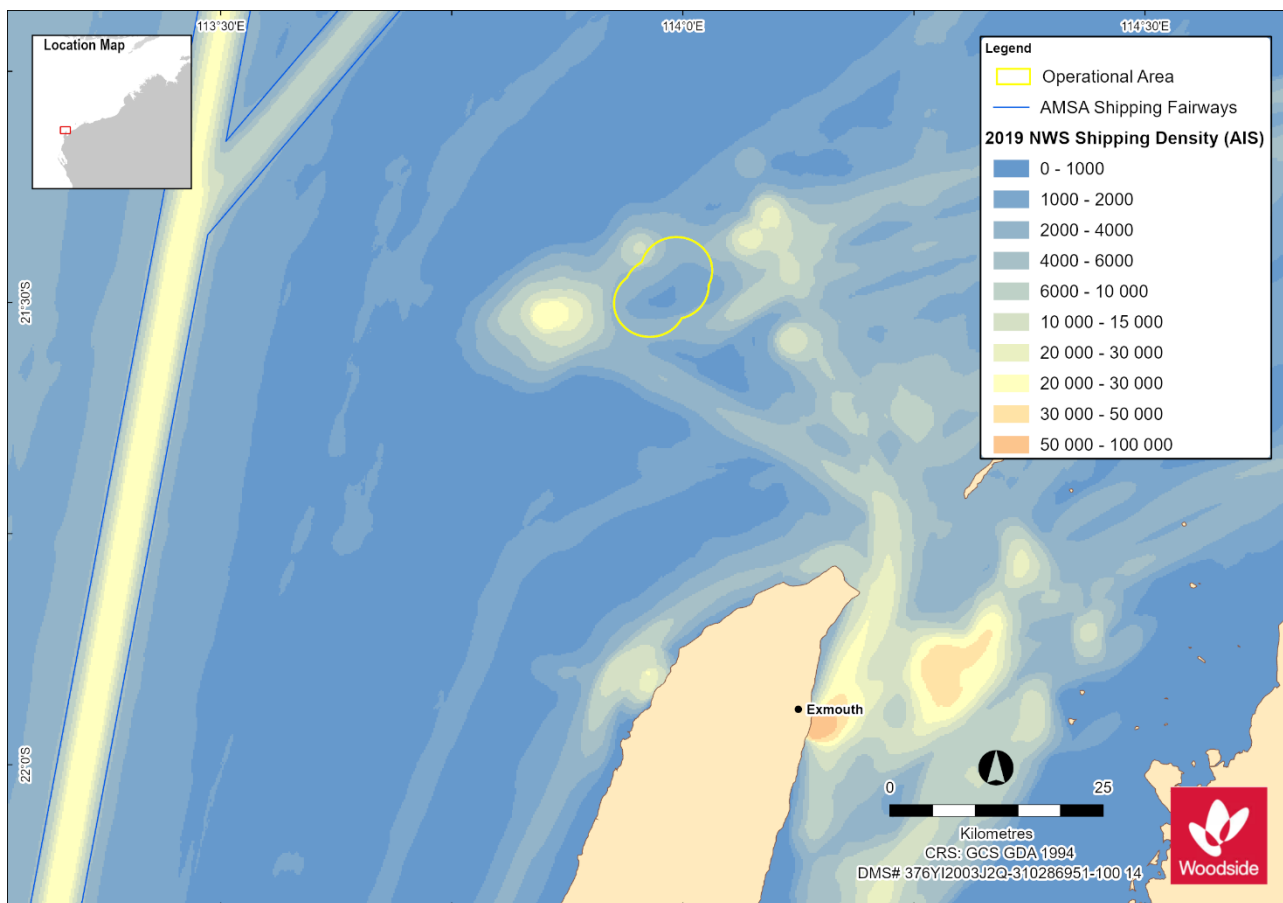 113°30'E
114°0'E
114°30'E
Location Map
Legend
Operational Area
AMSA Shipping Fairways
2019 NWS Shipping Density (AIS)
0 - 1000
1000 - 2000
2000 - 4000
4000 - 6000
6000 - 10 000
10 000 - 15 000
20 000 - 30 000
20 000 - 30 000
30 000 - 50 000
50 000 - 100 000
21°30'S
Exmouth
22°0'S
0 25
Kilometres
CRS: GCS GDA 1994
DMS# 376YI2003J2Q-310286951-100 14
Woodside